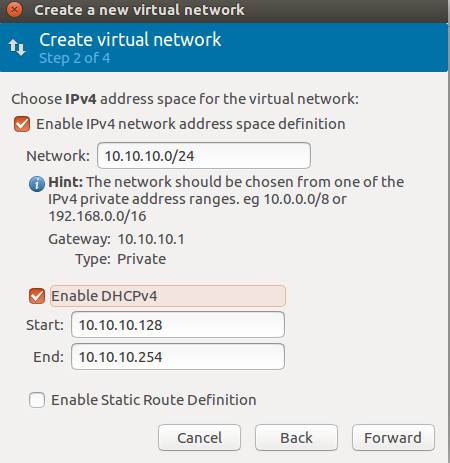 Create a new virtual network
Create virtual network
Step 2 of 4
Choose IPv4 address space for the virtual network:
Enable IPv4 network address space definition
Network: 10.10.10.0/24
Hint: The network should be chosen from one of the
IPv4 private address ranges. eg 10.0.0.0/8 or
192.168.0.0/16
Gateway: 10.10.10.1
Type: Private
Enable DHCPv4
Start: 10.10.10.128
End: 10.10.10.254
Enable Static Route Definition
Cancel Back Forward